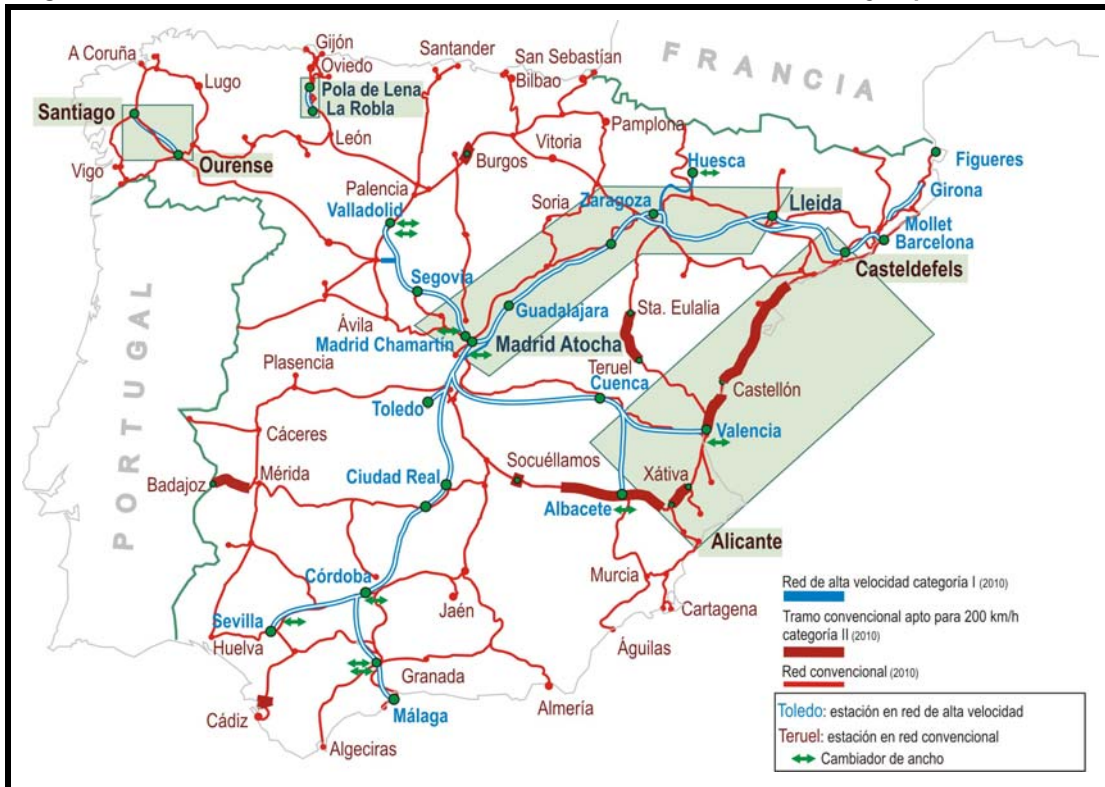 Gijón
A Coruña
Oviedo
Santander
San Sebastían
Bilbao
FRANCIA
Lugo
Pola de Lena
La Robla
Santiago
León
Vitoria
Pamplona
Burgos
Huesca
Figueres
Vigo
Ourense
Palencia
Valladolid
Soria
Zaragoza
Lleida
Girona
Mollet
Barcelona
Casteldefels
Segovia
Guadalajara
Sta. Eulalia
Ávila
Madrid Chamartín
Madrid Atocha
Teruel
Plasencia
Cuenca
Castellón
Toledo
Valencia
PORTUGAL
Cáceres
Ciudad Real
Socuéllamos
Xátiva
Badajoz
Mérida
Albacete
Alicante
Murcia
Córdoba
Jaén
Cartagena
Sevilla
Huelva
Águilas
Granada
Cádiz
Málaga
Almería
Algeciras
Red de alta velocidad categoría I (2010)
Tramo convencional apto para 200 km/h
categoría II (2010)
Red convencional (2010)
Toledo: estación en red de alta velocidad
Teruel: estación en red convencional
Cambiador de ancho